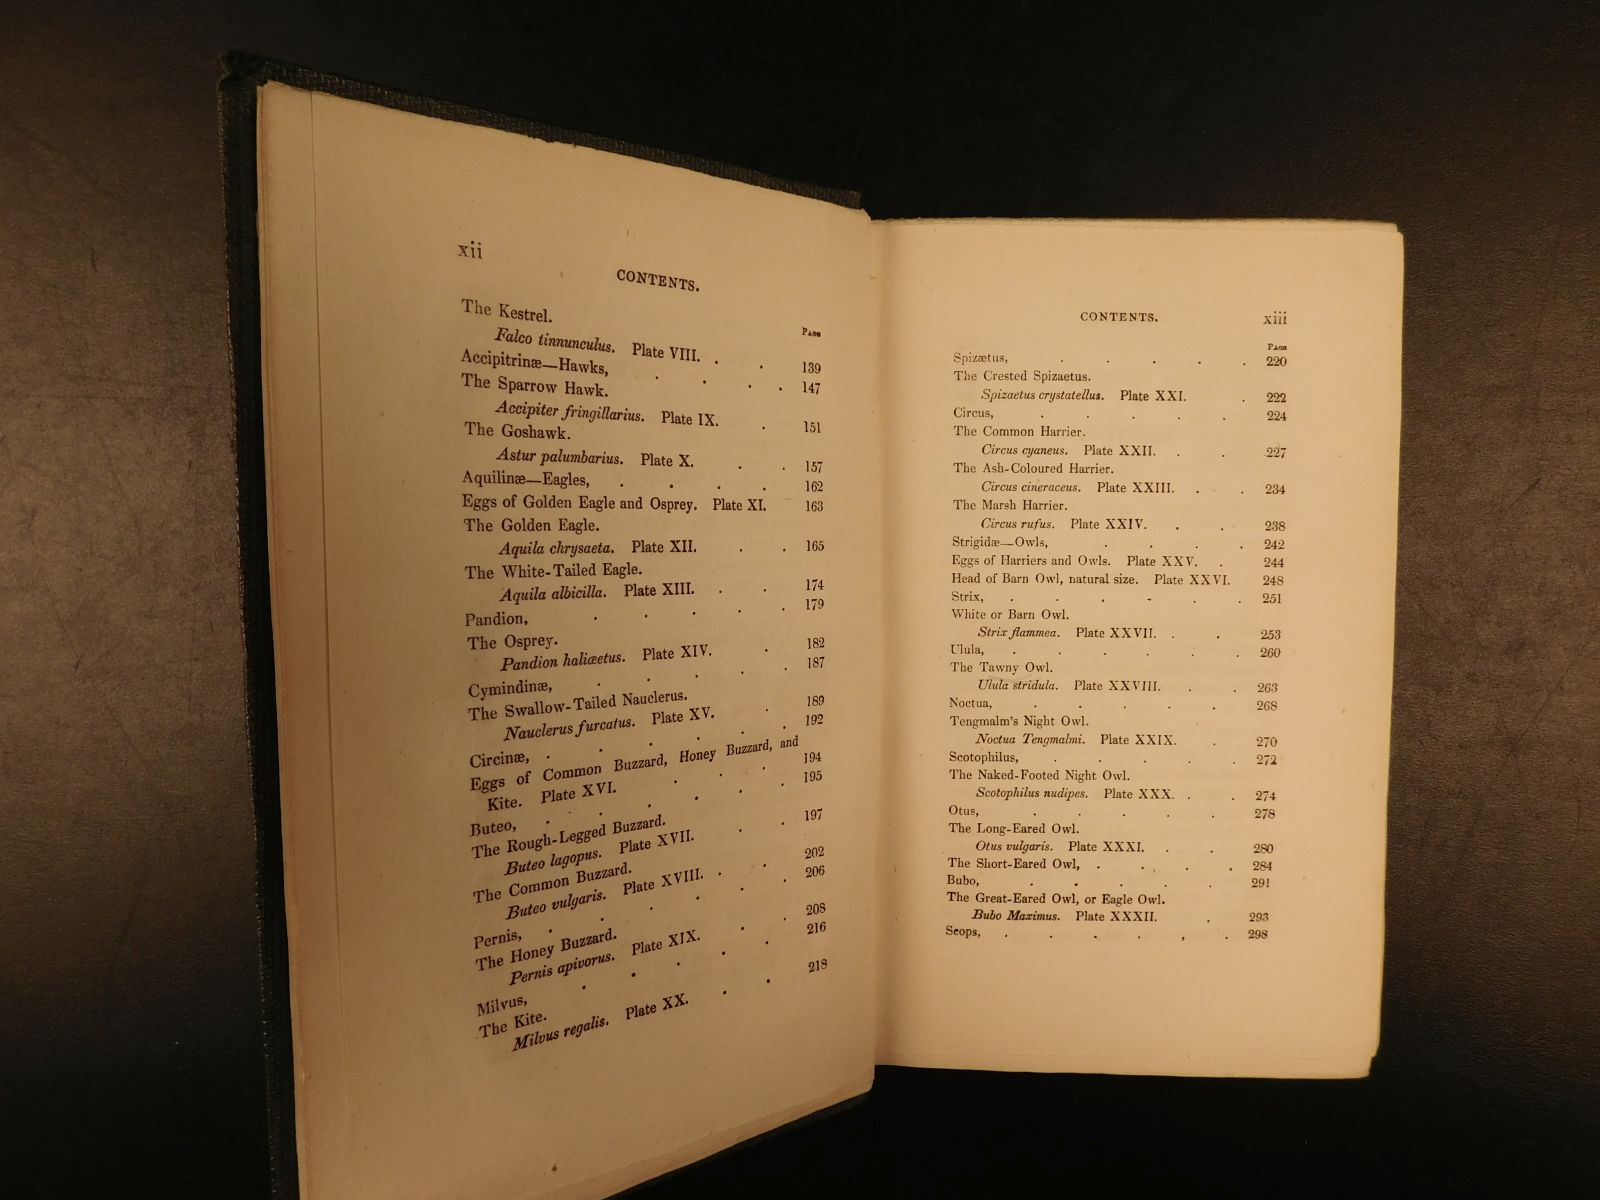 xii
CONTENTS.
Page
The Kestrel.
Falco tinnunculus. Plate VIII. . . 139
Accipitrinæ—Hawks, . . . . 147
The Sparrow Hawk.
Accipiter fringillarius. Plate IX. . 151
The Goshawk.
Astur palumbarius. Plate X. . . 157
Aquilinæ—Eagles, . . . . 162
Eggs of Golden Eagle and Osprey. Plate XI. 163
The Golden Eagle.
Aquila chrysaeta. Plate XII. . . 165
The White-Tailed Eagle.
Aquila albicilla. Plate XIII. . . 174
Pandion, . . . . . 179
The Osprey.
Pandion haliæetus. Plate XIV. . 182
Cymindinæ, . . . . . 187
The Swallow-Tailed Nauclerus.
Nauclerus furcatus. Plate XV. . 189
Circinæ, . . . . . . 192
Eggs of Common Buzzard, Honey Buzzard, and
Kite. Plate XVI. . . . 194
Buteo, . . . . . . 195
The Rough-Legged Buzzard.
Buteo lagopus. Plate XVII. . . 197
The Common Buzzard.
Buteo vulgaris. Plate XVIII. . . 202
Pernis, . . . . . . 206
The Honey Buzzard.
Pernis apivorus. Plate XIX. . . 208
Milvus, . . . . . 216
The Kite.
Milvus regalis. Plate XX. . . 218
CONTENTS. xiii
Page
Spizætus, . . . . . 220
The Crested Spizaetus.
Spizaetus crystatellus. Plate XXI. . 222
Circus, . . . . . 224
The Common Harrier.
Circus cyaneus. Plate XXII. . . 227
The Ash-Coloured Harrier.
Circus cineraceus. Plate XXIII. . . 234
The Marsh Harrier.
Circus rufus. Plate XXIV. . . 238
Strigidæ—Owls, . . . . 242
Eggs of Harriers and Owls. Plate XXV. . 244
Head of Barn Owl, natural size. Plate XXVI. 248
Strix, . . . . . . 251
White or Barn Owl.
Strix flammea. Plate XXVII. . . 253
Ulula, . . . . . . 260
The Tawny Owl.
Ulula stridula. Plate XXVIII. . . 263
Noctua, . . . . . 268
Tengmalm's Night Owl.
Noctua Tengmalmi. Plate XXIX. . 270
Scotophilus, . . . . . 272
The Naked-Footed Night Owl.
Scotophilus nudipes. Plate XXX. . . 274
Otus, . . . . . 278
The Long-Eared Owl.
Otus vulgaris. Plate XXXI. . . 280
The Short-Eared Owl, . . . . 284
Bubo, . . . . . 291
The Great-Eared Owl, or Eagle Owl.
Bubo Maximus. Plate XXXII. . 293
Scops, . . . . , . 298